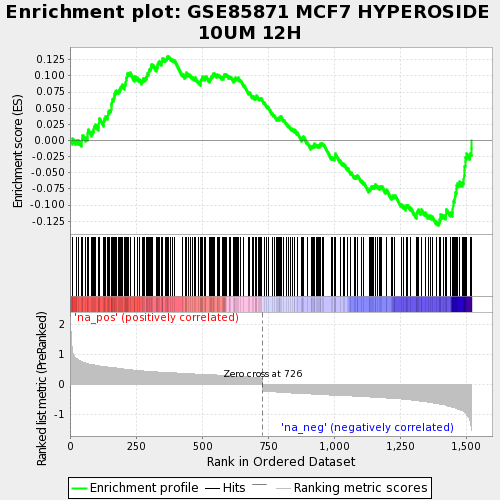 Enrichment plot: GSE85871 MCF7 HYPEROSIDE
10UM 12H
Enrichment score (ES)
0.125
0.100
0.075
0.050
0.025
0.000
-0.025
-0.050
-0.075
-0.100
-0.125
'na_pos' (positively correlated)
Ranked list metric (PreRanked)
2
1
0
-1
Zero cross at 726
'na_neg' (negatively correlated)
0
250
500
750
1,000
1,250
1,500
Rank in Ordered Dataset
Enrichment profile
Hits
Ranking metric scores